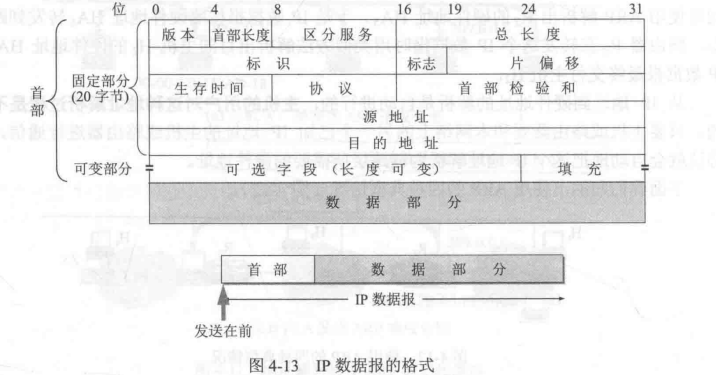 位 0 4 8 16 19 24 31
版本 首部长度 区分服务 总长度
标识 标志 片偏移
生存时间 协议 首部检验和
源地址
目的地址
可选字段（长度可变） 填充
数据部分
首部
固定部分
(20 字节)
可变部分
首部 数据部分
IP 数据报
发送在前
图 4-13 IP 数据报的格式